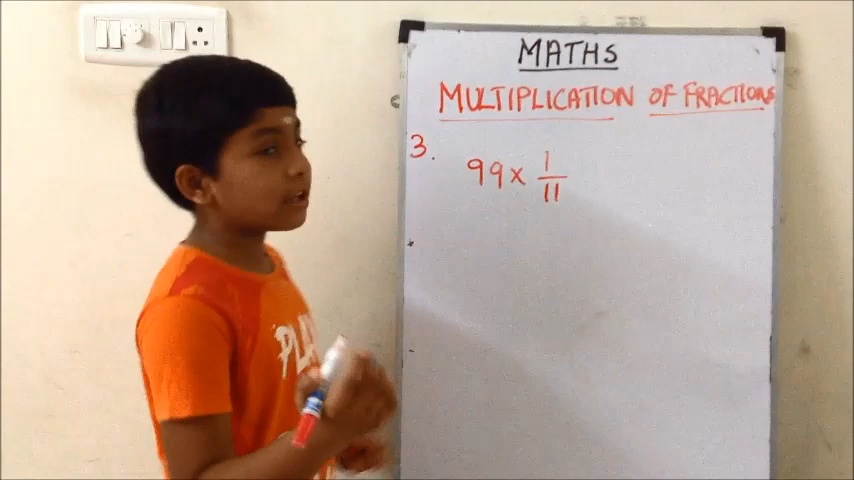 MATHS
MULTIPLICATION OF FRACTIONS
3. 99 × 1/11